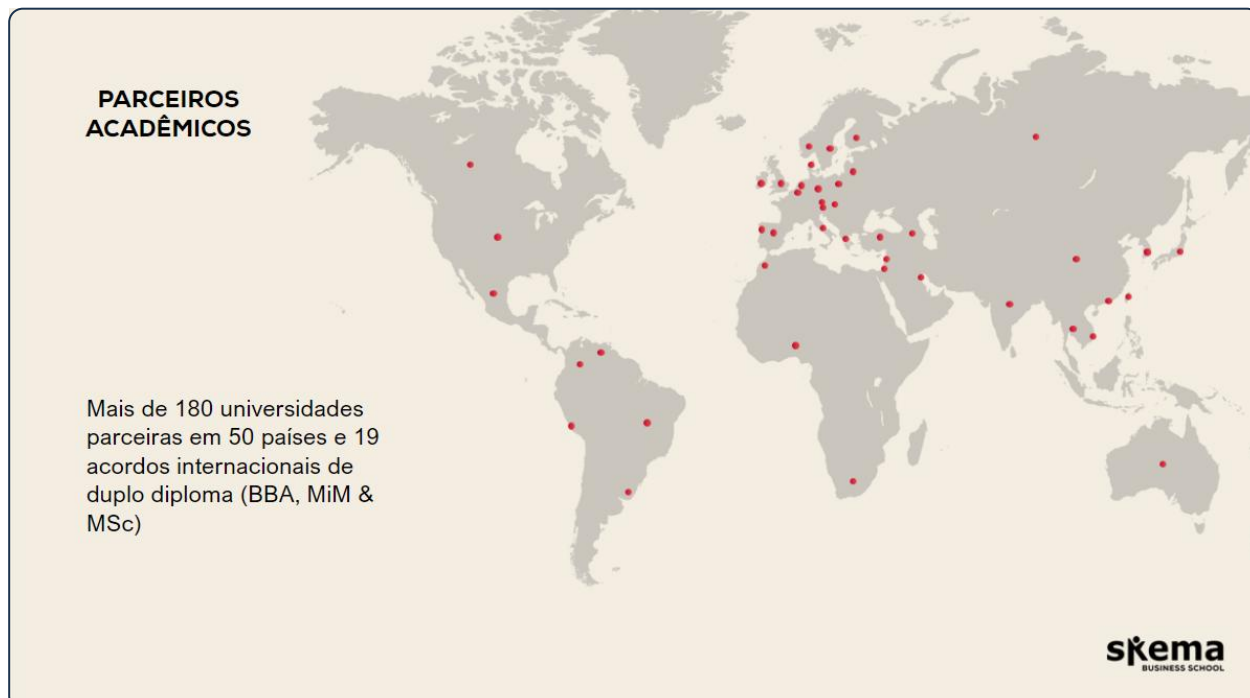 PARCEIROS
ACADÊMICOS
Mais de 180 universidades
parceiras em 50 países e 19
acordos internacionais de
duplo diploma (BBA, MiM &
MSc)
skema
BUSINESS SCHOOL